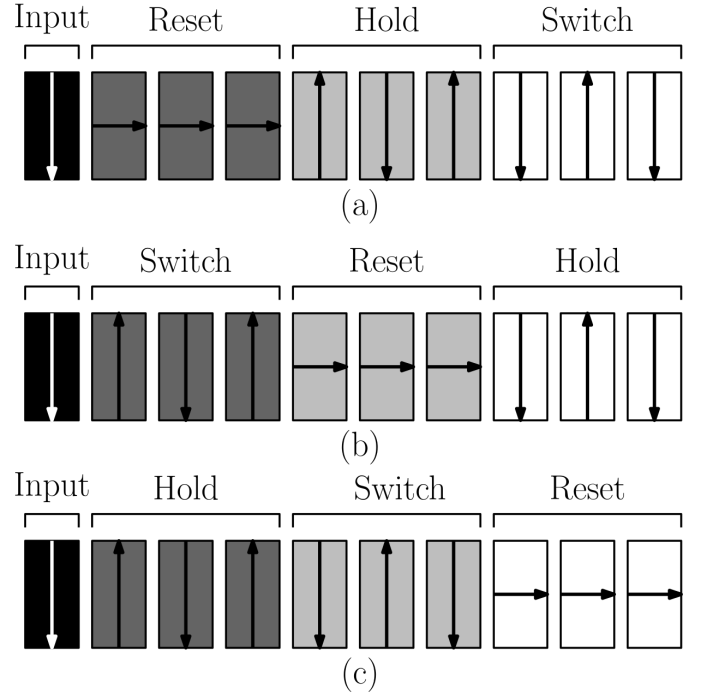 Input Reset Hold Switch
(a)
Input Switch Reset Hold
(b)
Input Hold Switch Reset
(c)